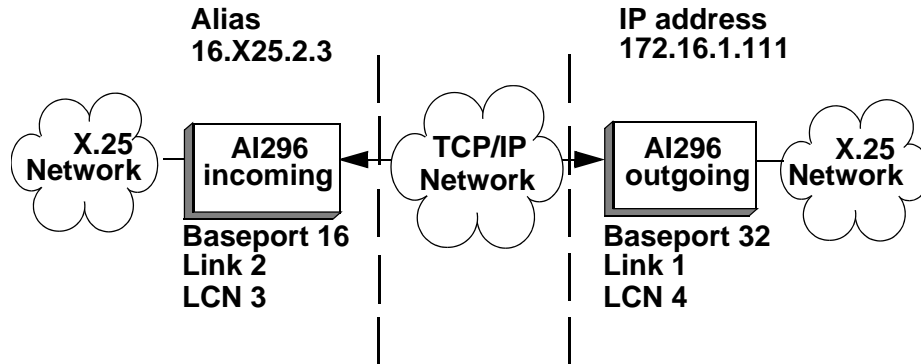 Alias
16.X25.2.3
IP address
172.16.1.111
X.25
Network
AI296
incoming
TCP/IP
Network
AI296
outgoing
X.25
Network
Baseport 16
Link 2
LCN 3
Baseport 32
Link 1
LCN 4